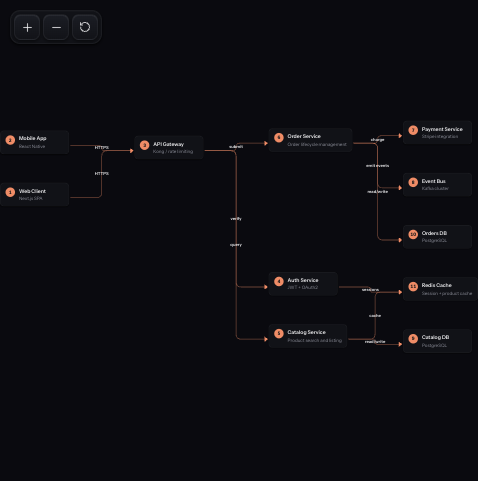 2
Mobile App
React Native
1
Web Client
Next.js SPA
HTTPS
HTTPS
3
API Gateway
Kong / rate limiting
submit
verify
query
Order Service
Order lifecycle management
4
Auth Service
JWT + OAuth2
5
Catalog Service
Product search and listing
charge
emit events
read/write
sessions
cache
read/write
7
Payment Service
Stripe integration
Event Bus
Kafka cluster
10
Orders DB
PostgreSQL
11
Redis Cache
Session + product cache
Catalog DB
PostgreSQL